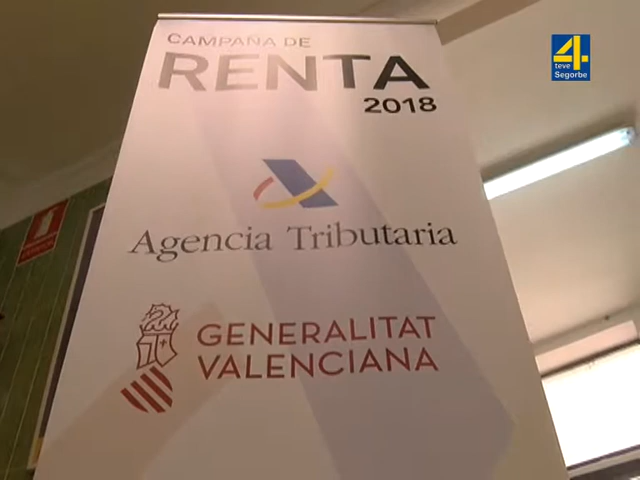 CAMPAÑA DE
RENTA
2018
4
teve
Segorbe
Agencia Tributaria
GENERALITAT
VALENCIANA